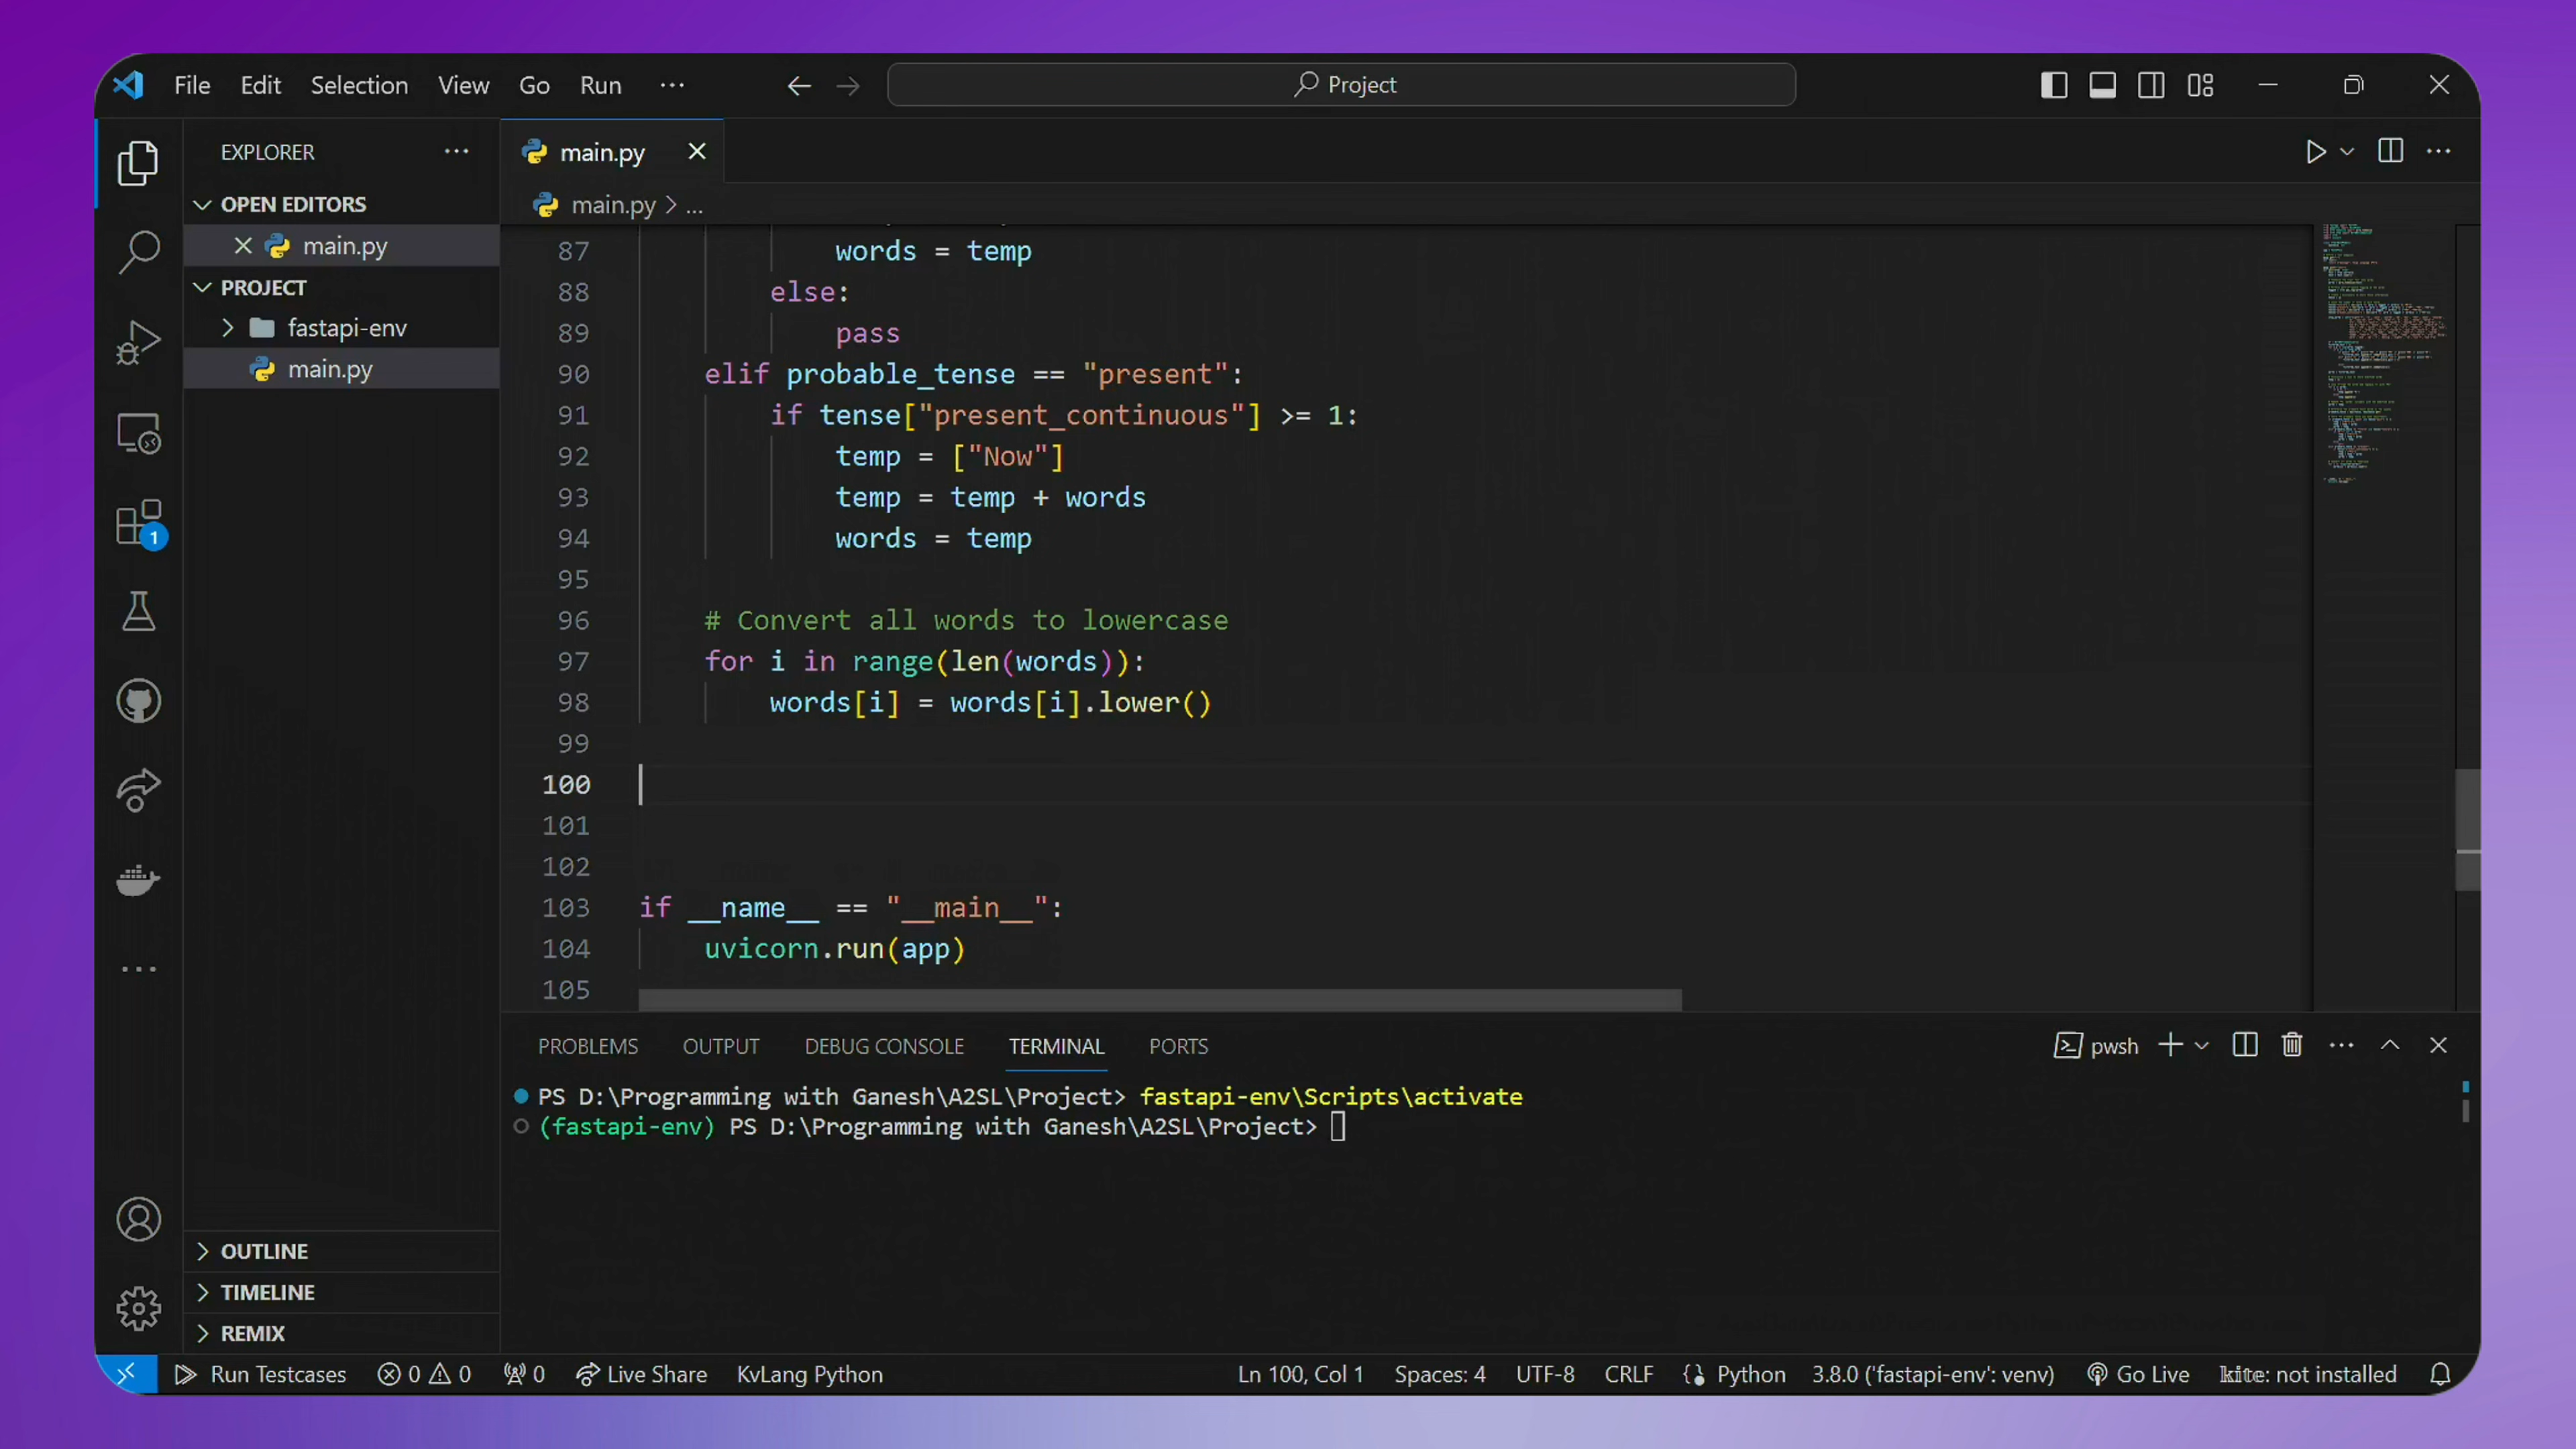 File Edit Selection View Go Run ··· Project
EXPLORER ···
OPEN EDITORS
main.py
PROJECT
fastapi-env
main.py
OUTLINE
TIMELINE
REMIX
1
main.py
main.py > ...
87 words = temp
88 else:
89 pass
90 elif probable_tense == "present":
91 if tense["present_continuous"] >= 1:
92 temp = ["Now"]
93 temp = temp + words
94 words = temp
95
96 # Convert all words to lowercase
97 for i in range(len(words)):
98 words[i] = words[i].lower()
99
100
101
102
103 if __name__ == "__main__":
104 uvicorn.run(app)
105
PROBLEMS OUTPUT DEBUG CONSOLE TERMINAL PORTS pwsh
PS D:\Programming with Ganesh\A2SL\Project> fastapi-env\Scripts\activate
(fastapi-env) PS D:\Programming with Ganesh\A2SL\Project>
Run Testcases 0 0 0 Live Share KvLang Python Ln 100, Col 1 Spaces: 4 UTF-8 CRLF Python 3.8.0 ('fastapi-env': venv) Go Live kite: not installed